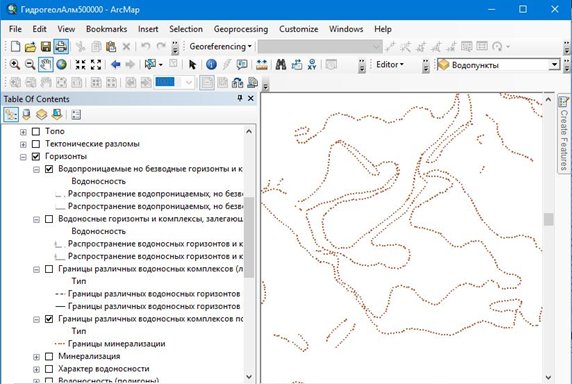 ГидрогеолАлм500000 - ArcMap
File Edit View Bookmarks Insert Selection Geoprocessing Customize Windows Help
Georeferencing
Editor Водопункты
Table Of Contents
Топо
Тектонические разломы
Горизонты
Водопроницаемые но безводные горизонты и к
Водоносность
Распространение водопроницаемых, но безво
Распространение водопроницаемых, но безво
Водоносные горизонты и комплексы, залегающ
Водоносность
Распространение водоносных горизонтов и к
Распространение водоносных горизонтов и к
Границы различных водоносных комплексов (л
Тип
Границы различных водоносных горизонтов
Границы различных водоносных горизонтов
Границы различных водоносных комплексов по
Тип
Границы минерализации
Минерализация
Характер водоносности
Водоносность (полигоны)
Create Features